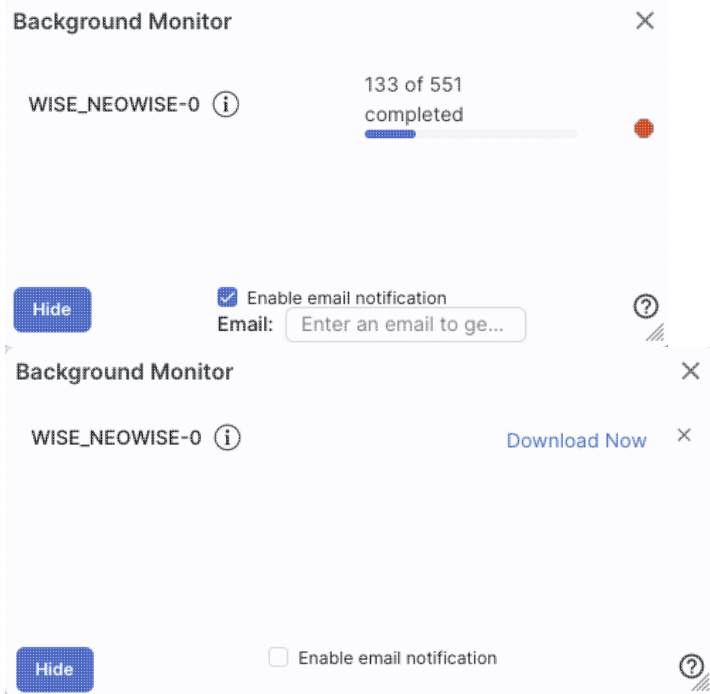 Background Monitor
WISE_NEOWISE-0
133 of 551
completed
Enable email notification
Hide
Email: Enter an email to ge...
Background Monitor
WISE_NEOWISE-0
Download Now
Enable email notification
Hide